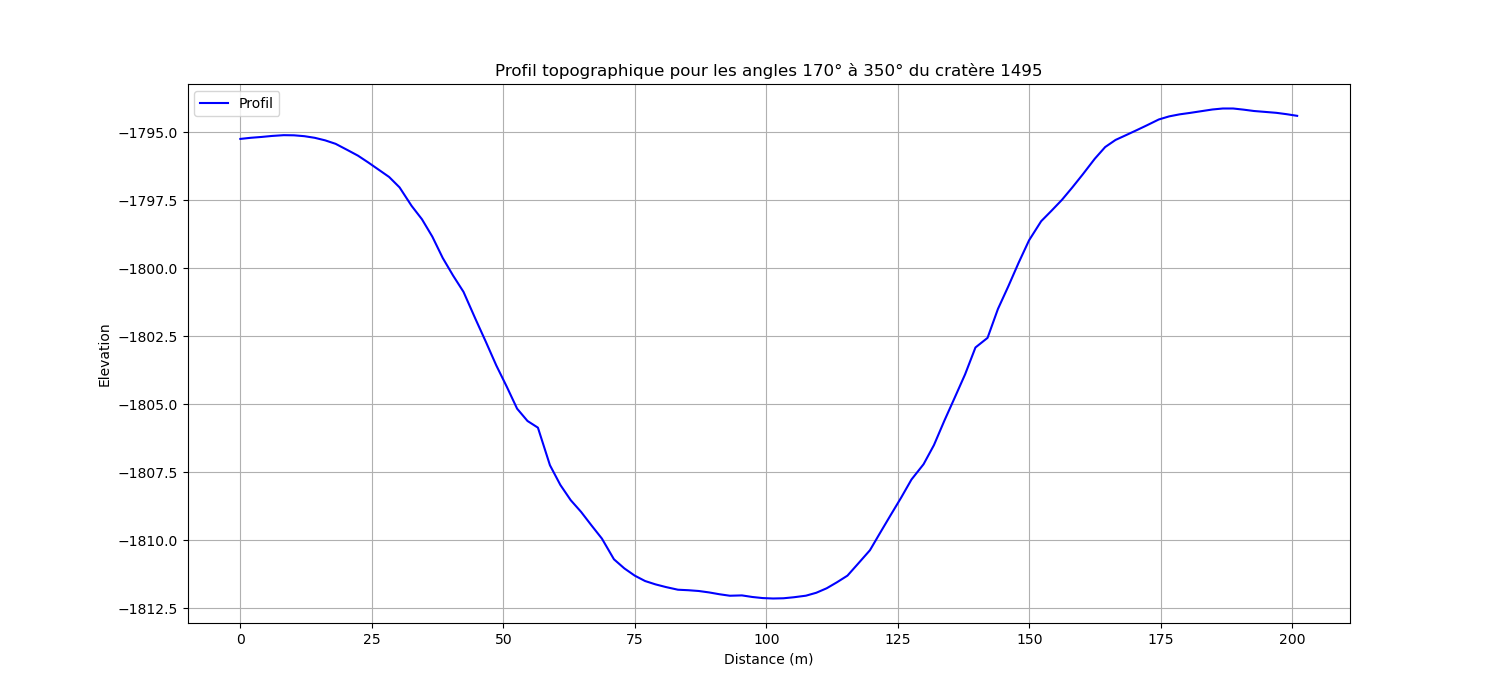 Profil topographique pour les angles 170° à 350° du cratère 1495
Profil
−1795.0
−1797.5
−1800.0
−1802.5
−1805.0
−1807.5
−1810.0
−1812.5
Elevation
0 25 50 75 100 125 150 175 200
Distance (m)